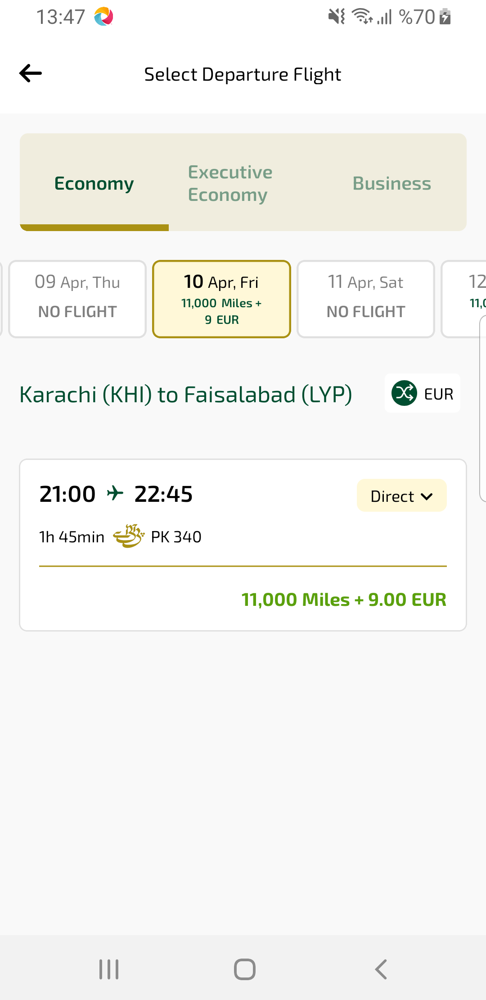 13:47
%70
Select Departure Flight
Economy
Executive
Economy
Business
09 Apr, Thu
NO FLIGHT
10 Apr, Fri
11,000 Miles +
9 EUR
11 Apr, Sat
NO FLIGHT
12
Karachi (KHI) to Faisalabad (LYP)
EUR
21:00 22:45
Direct
1h 45min PK 340
11,000 Miles + 9.00 EUR